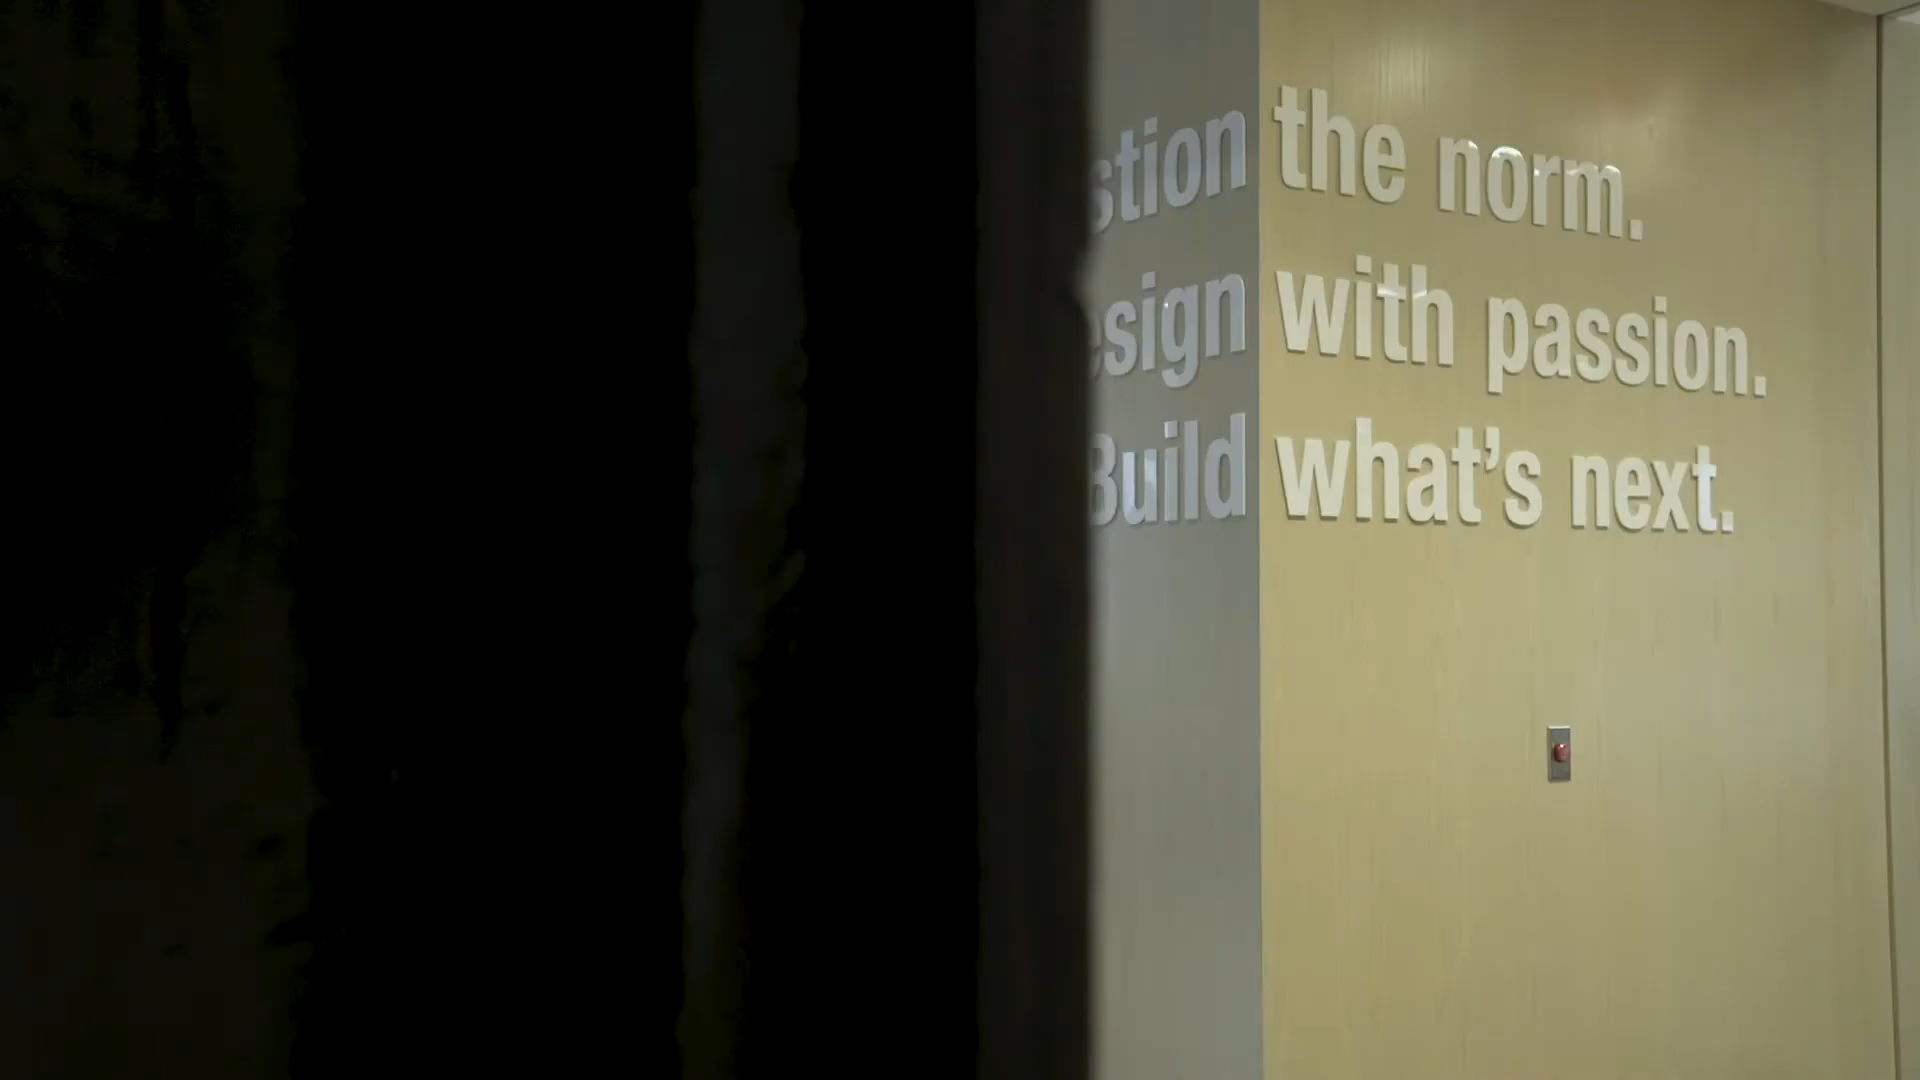 stion the norm.
esign with passion.
Build what's next.